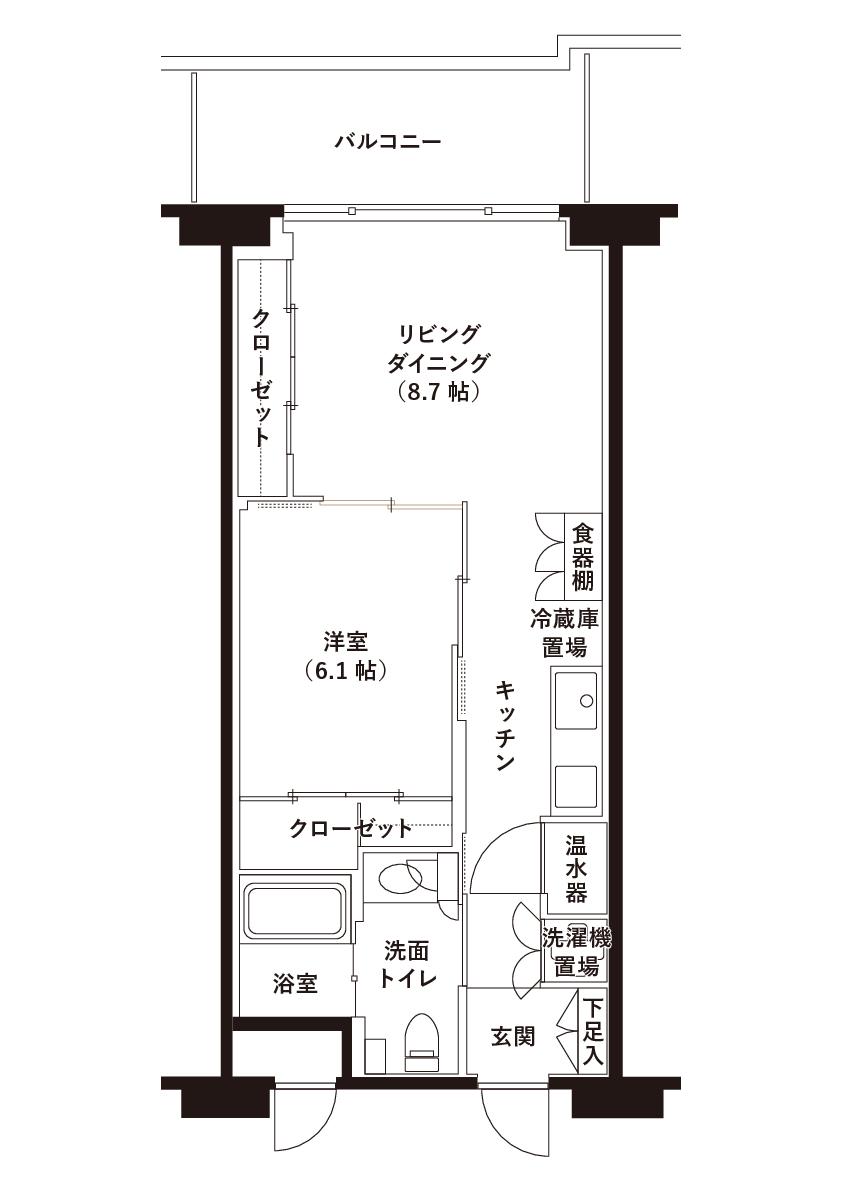 バルコニー
リビング
ダイニング
（8.7 帖）
クローゼット
食器棚
冷蔵庫
置場
洋室
（6.1 帖）
キッチン
クローゼット
温水器
洗濯機
置場
洗面
トイレ
浴室
玄関
下足入